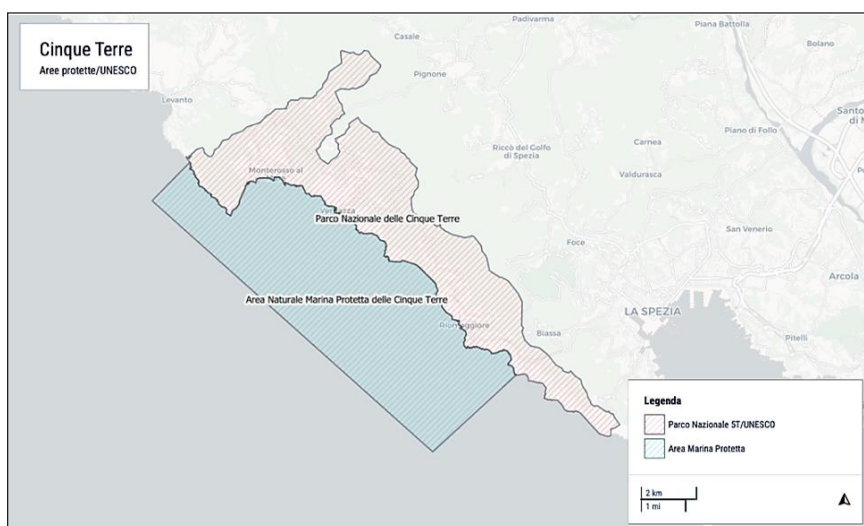 Cinque Terre
Aree protette/UNESCO
Padivarma
Piana Battolla
Casale
Bolano
Pignone
Levanto
Santo
di M
Carnea
Piano di Follo
Riccò del Golfo
di Spezia
Valdurasca
Monterosso al
Parco Nazionale delle Cinque Terre
San Venerio
Foce
Arcola
Area Naturale Marina Protetta delle Cinque Terre
LA SPEZIA
Riomaggiore
Biassa
Pitelli
Legenda
Parco Nazionale 5T/UNESCO
Area Marina Protetta
2 km
1 mi